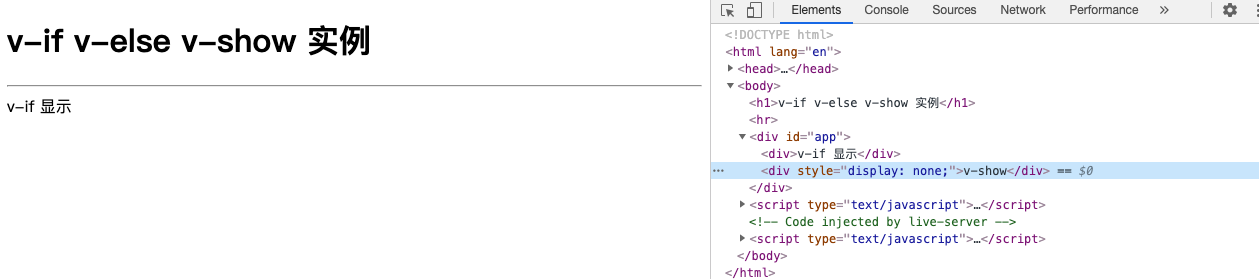 v-if v-else v-show 实例
v-if 显示
Elements Console Sources Network Performance »
<!DOCTYPE html>
<html lang="en">
<head>…</head>
<body>
<h1>v-if v-else v-show 实例</h1>
<hr>
<div id="app">
<div>v-if 显示</div>
<div style="display: none;">v-show</div> == $0
</div>
<script type="text/javascript">…</script>
<!-- Code injected by live-server -->
<script type="text/javascript">…</script>
</body>
</html>